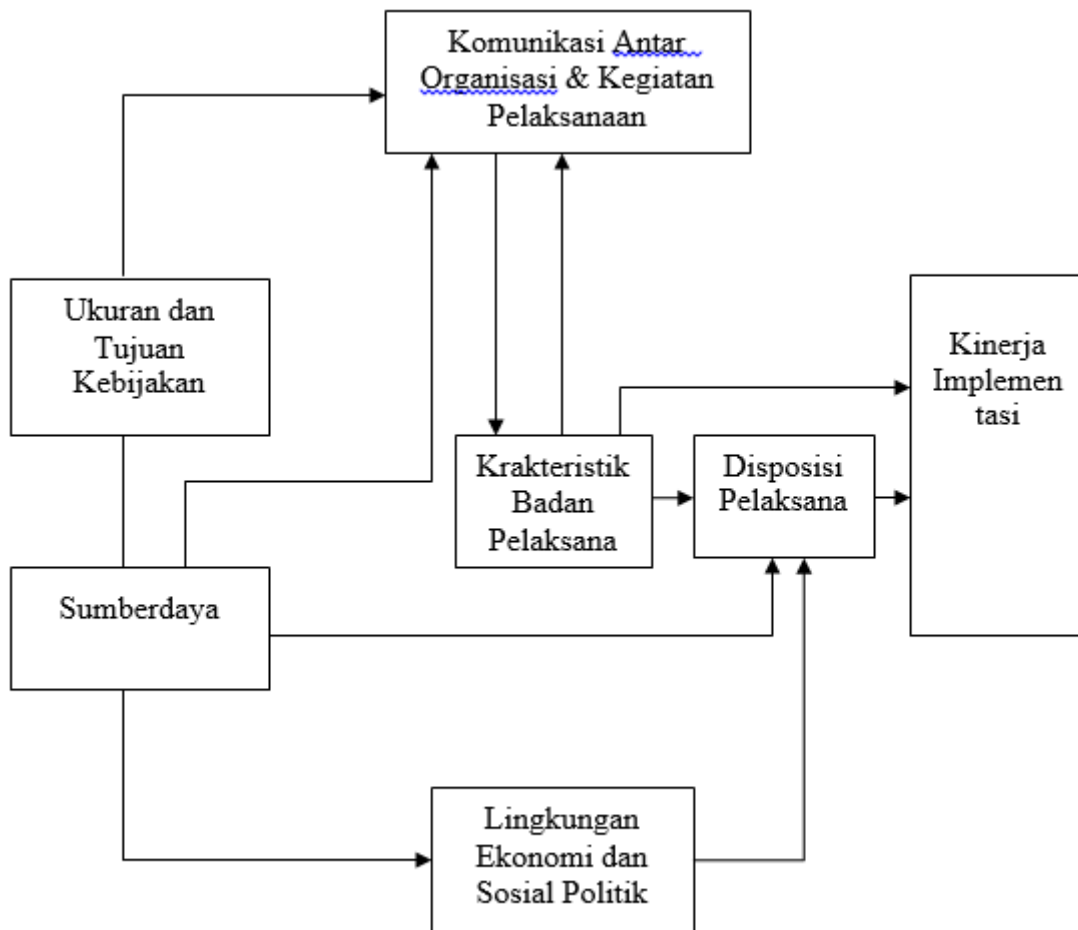 Komunikasi Antar
Organisasi & Kegiatan
Pelaksanaan
Ukuran dan
Tujuan
Kebijakan
Kinerja
Implemen
tasi
Krakteristik
Badan
Pelaksana
Disposisi
Pelaksana
Sumberdaya
Lingkungan
Ekonomi dan
Sosial Politik